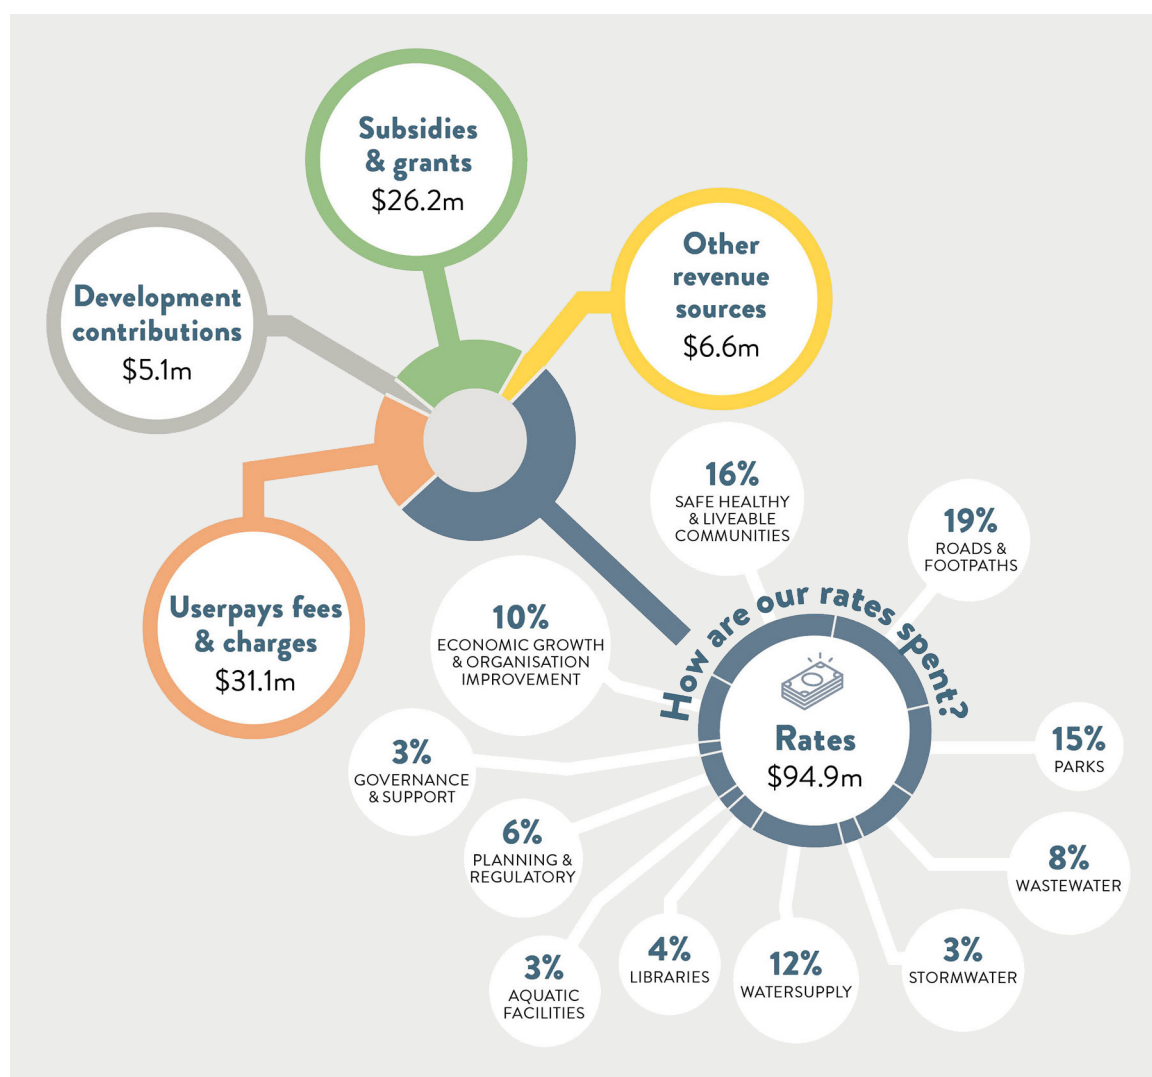 Subsidies
& grants
$26.2m
Other
revenue
sources
$6.6m
Development
contributions
$5.1m
Userpays fees
& charges
$31.1m
16%
SAFE HEALTHY
& LIVEABLE
COMMUNITIES
19%
ROADS &
FOOTPATHS
10%
ECONOMIC GROWTH
& ORGANISATION
IMPROVEMENT
How are our rates spent?
Rates
$94.9m
3%
GOVERNANCE
& SUPPORT
15%
PARKS
6%
PLANNING &
REGULATORY
8%
WASTEWATER
3%
AQUATIC
FACILITIES
4%
LIBRARIES
12%
WATERSUPPLY
3%
STORMWATER